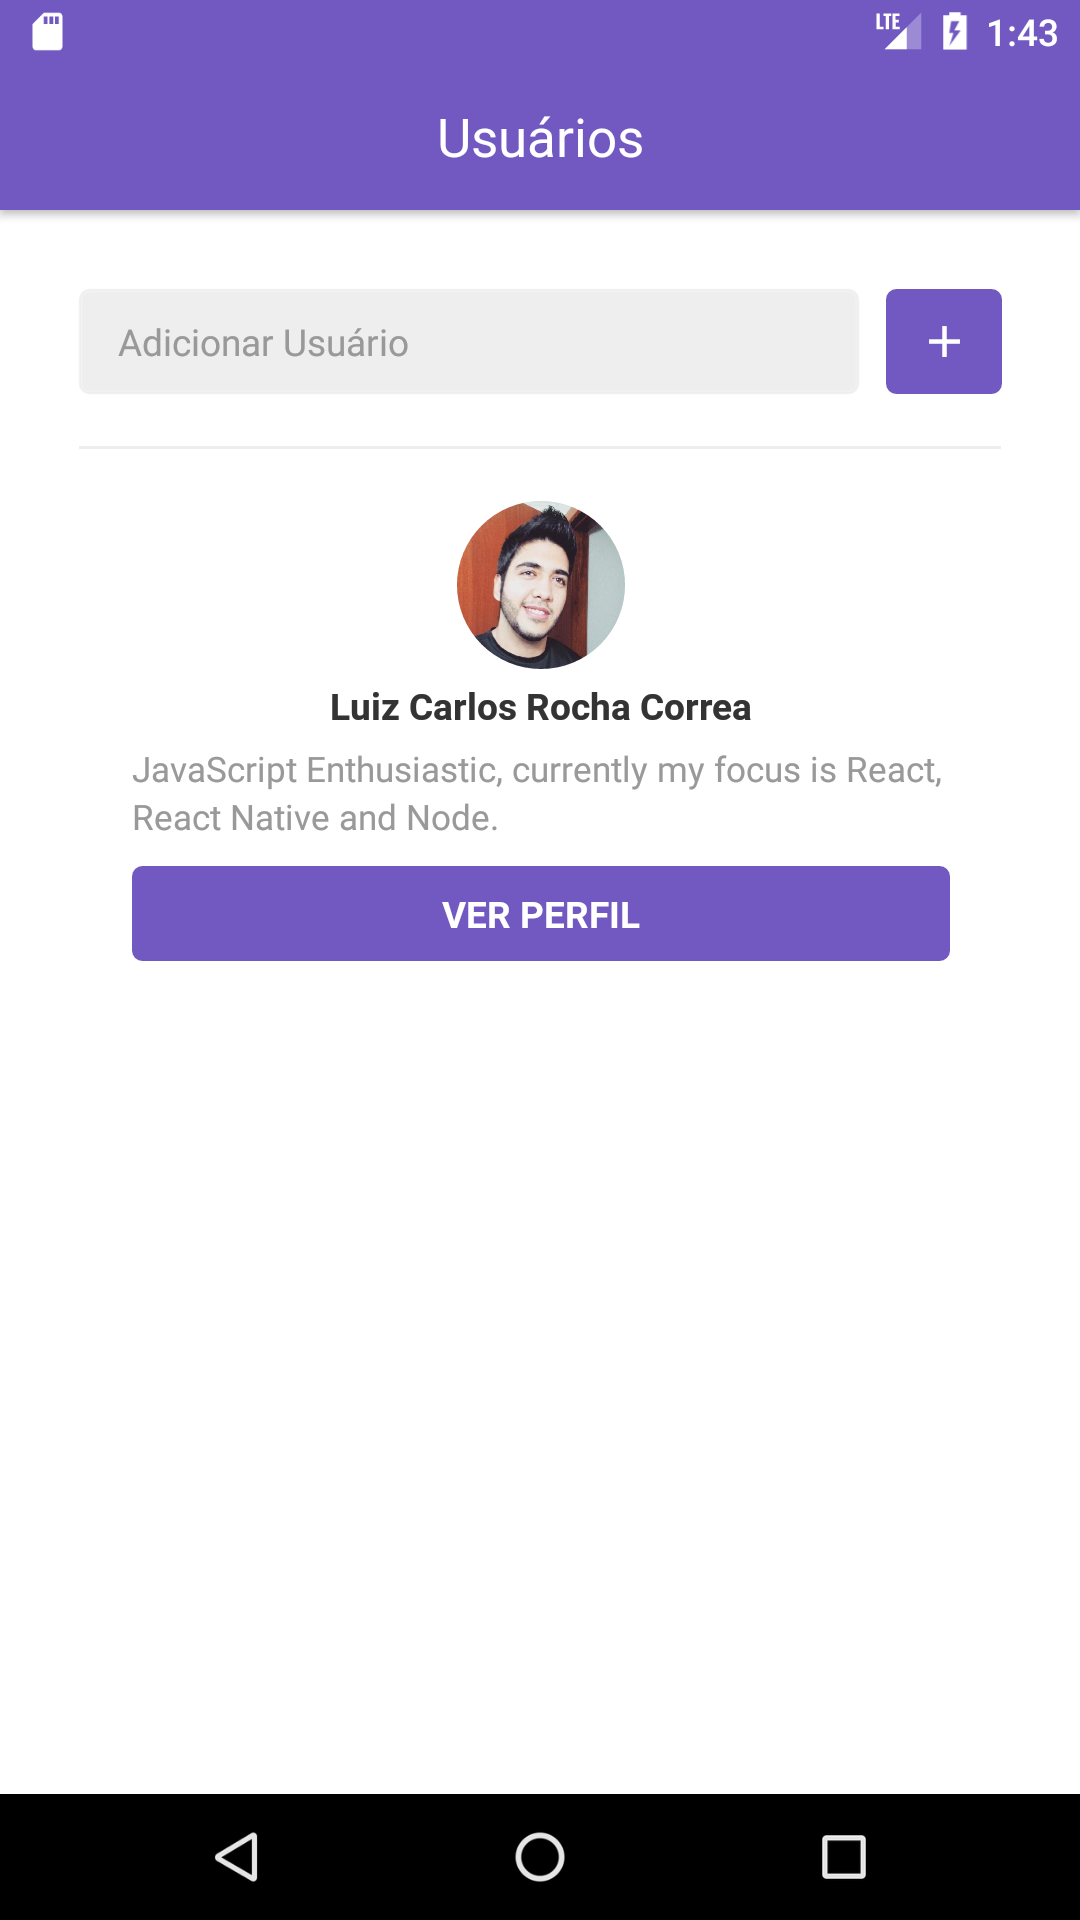 LTE 1:43
Usuários
Adicionar Usuário
+
Luiz Carlos Rocha Correa
JavaScript Enthusiastic, currently my focus is React,
React Native and Node.
VER PERFIL